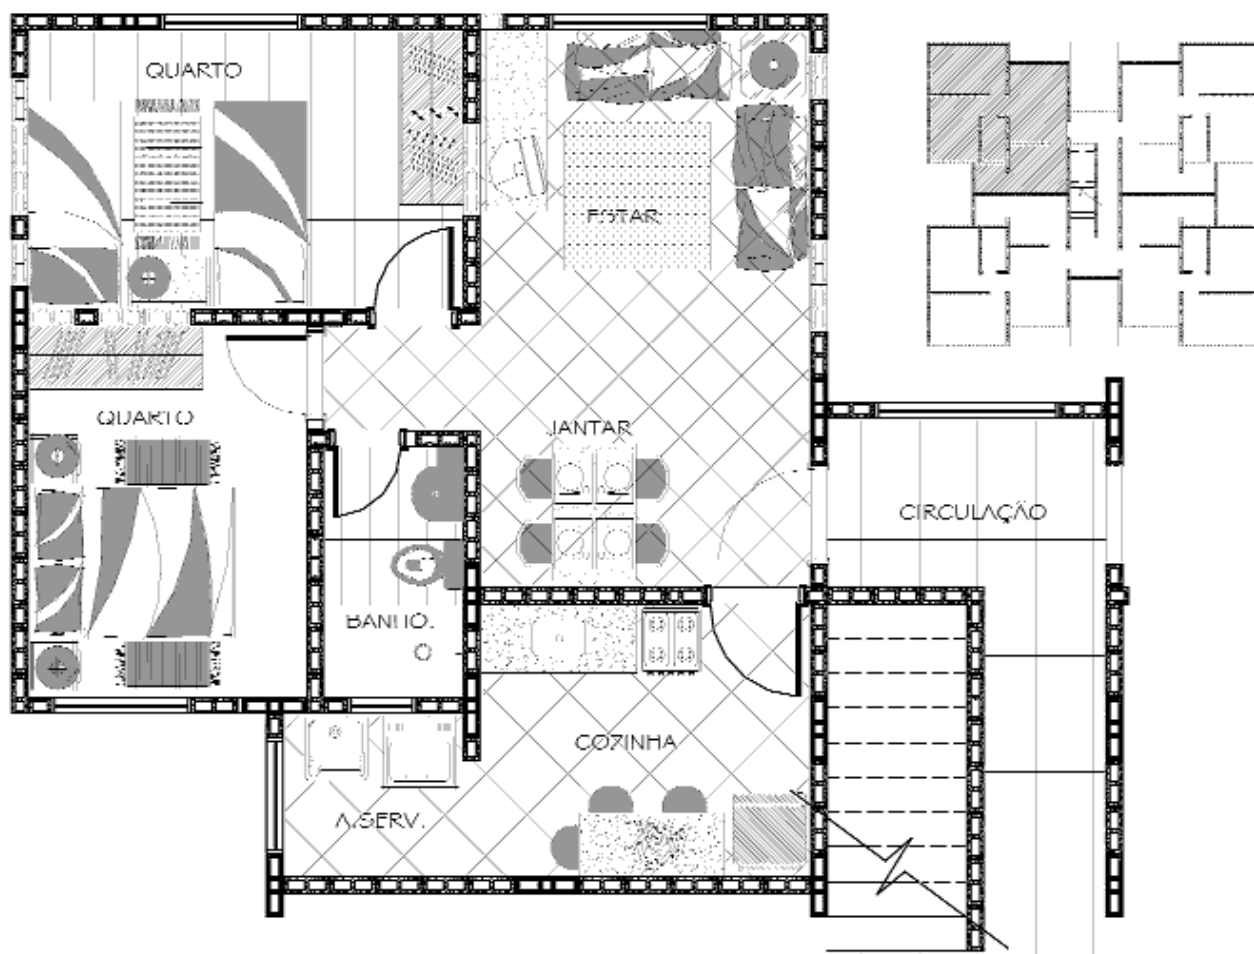 QUARTO
ESTAR
QUARTO
JANTAR
CIRCULAÇÃO
BANHO.
COZINHA
A.SERV.